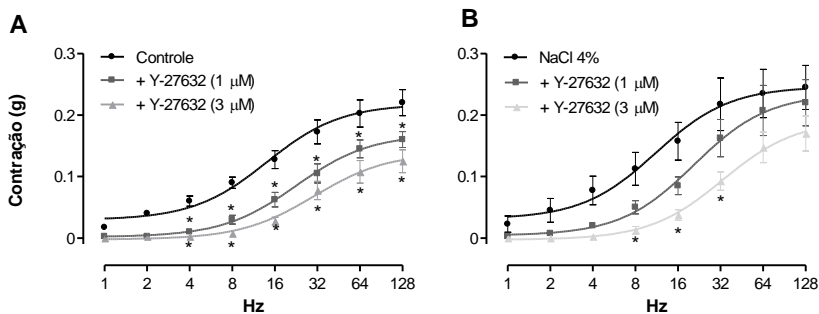 A
Controle
+ Y-27632 (1 μM)
+ Y-27632 (3 μM)
0.3
0.2
0.1
0
Contração (g)
*
*
*
*
*
*
*
*
*
*
*
*
1 2 4 8 16 32 64 128
Hz
B
NaCl 4%
+ Y-27632 (1 μM)
+ Y-27632 (3 μM)
0.3
0.2
0.1
0
*
*
*
1 2 4 8 16 32 64 128
Hz